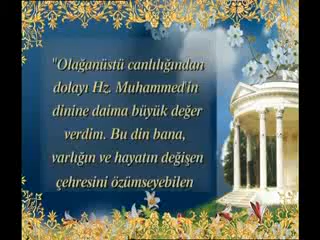 "Olağanüstü canlılığından
dolayı Hz. Muhammed'in
dinine daima büyük değer
verdim. Bu din bana,
varlığın ve hayatın değişen
çehresini özümseyebilen